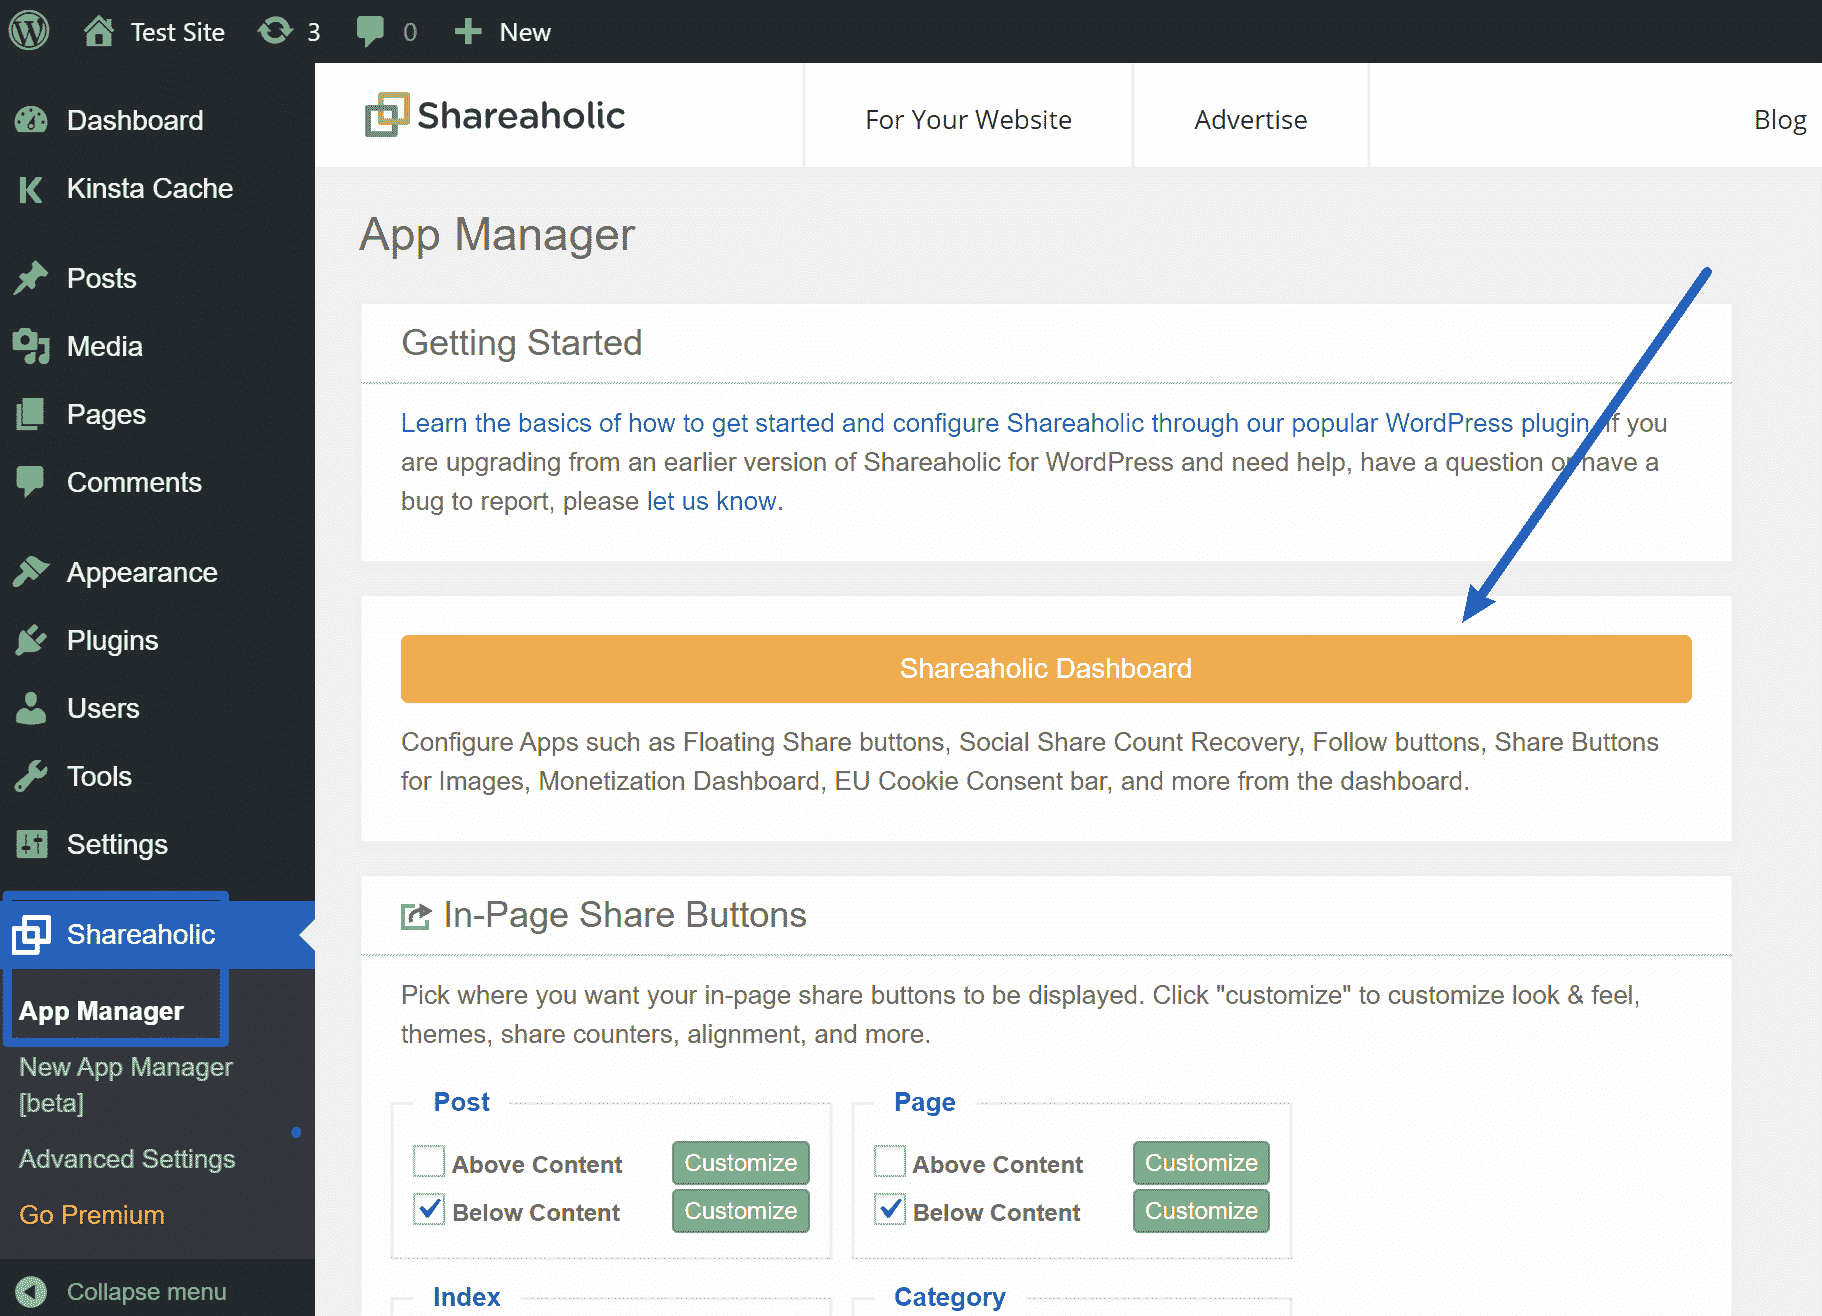 Test Site
3
0
New
Dashboard
Kinsta Cache
Posts
Media
Pages
Comments
Appearance
Plugins
Users
Tools
Settings
Shareaholic
App Manager
New App Manager
[beta]
Advanced Settings
Go Premium
Collapse menu
Shareaholic
For Your Website
Advertise
Blog
App Manager
Getting Started
Learn the basics of how to get started and configure Shareaholic through our popular WordPress plugin. If you
are upgrading from an earlier version of Shareaholic for WordPress and need help, have a question or have a
bug to report, please let us know.
Shareaholic Dashboard
Configure Apps such as Floating Share buttons, Social Share Count Recovery, Follow buttons, Share Buttons
for Images, Monetization Dashboard, EU Cookie Consent bar, and more from the dashboard.
In-Page Share Buttons
Pick where you want your in-page share buttons to be displayed. Click "customize" to customize look & feel,
themes, share counters, alignment, and more.
Post
Above Content
Customize
Below Content
Customize
Page
Above Content
Customize
Below Content
Customize
Index
Category